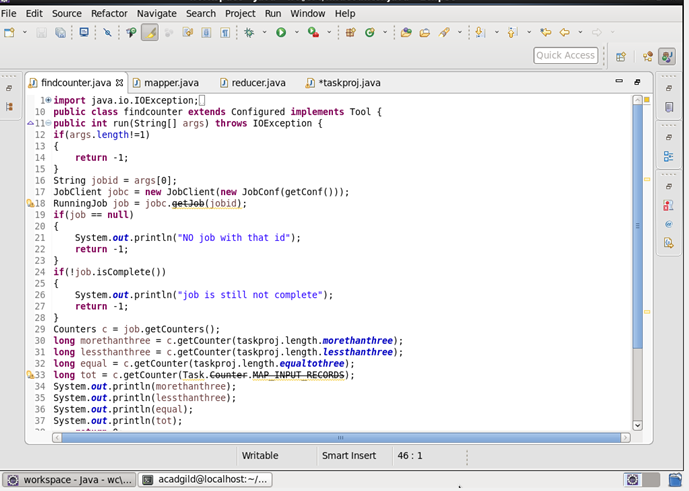 File Edit Source Refactor Navigate Search Project Run Window Help
Quick Access
findcounter.java mapper.java reducer.java *taskproj.java
1 import java.io.IOException;
10 public class findcounter extends Configured implements Tool {
11 public int run(String[] args) throws IOException {
12 if(args.length!=1)
13 {
14 return -1;
15 }
16 String jobid = args[0];
17 JobClient jobc = new JobClient(new JobConf(getConf()));
18 RunningJob job = jobc.getJob(jobid);
19 if(job == null)
20 {
21 System.out.println("NO job with that id");
22 return -1;
23 }
24 if(!job.isComplete())
25 {
26 System.out.println("job is still not complete");
27 return -1;
28 }
29 Counters c = job.getCounters();
30 long morethanthree = c.getCounter(taskproj.length.morethanthree);
31 long lessthanthree = c.getCounter(taskproj.length.lessthanthree);
32 long equal = c.getCounter(taskproj.length.equaltothree);
33 long tot = c.getCounter(Task.Counter.MAP_INPUT_RECORDS);
34 System.out.println(morethanthree);
35 System.out.println(lessthanthree);
36 System.out.println(equal);
37 System.out.println(tot);
Writable Smart Insert 46 : 1
workspace - Java - wc\... acadgild@localhost:~/...